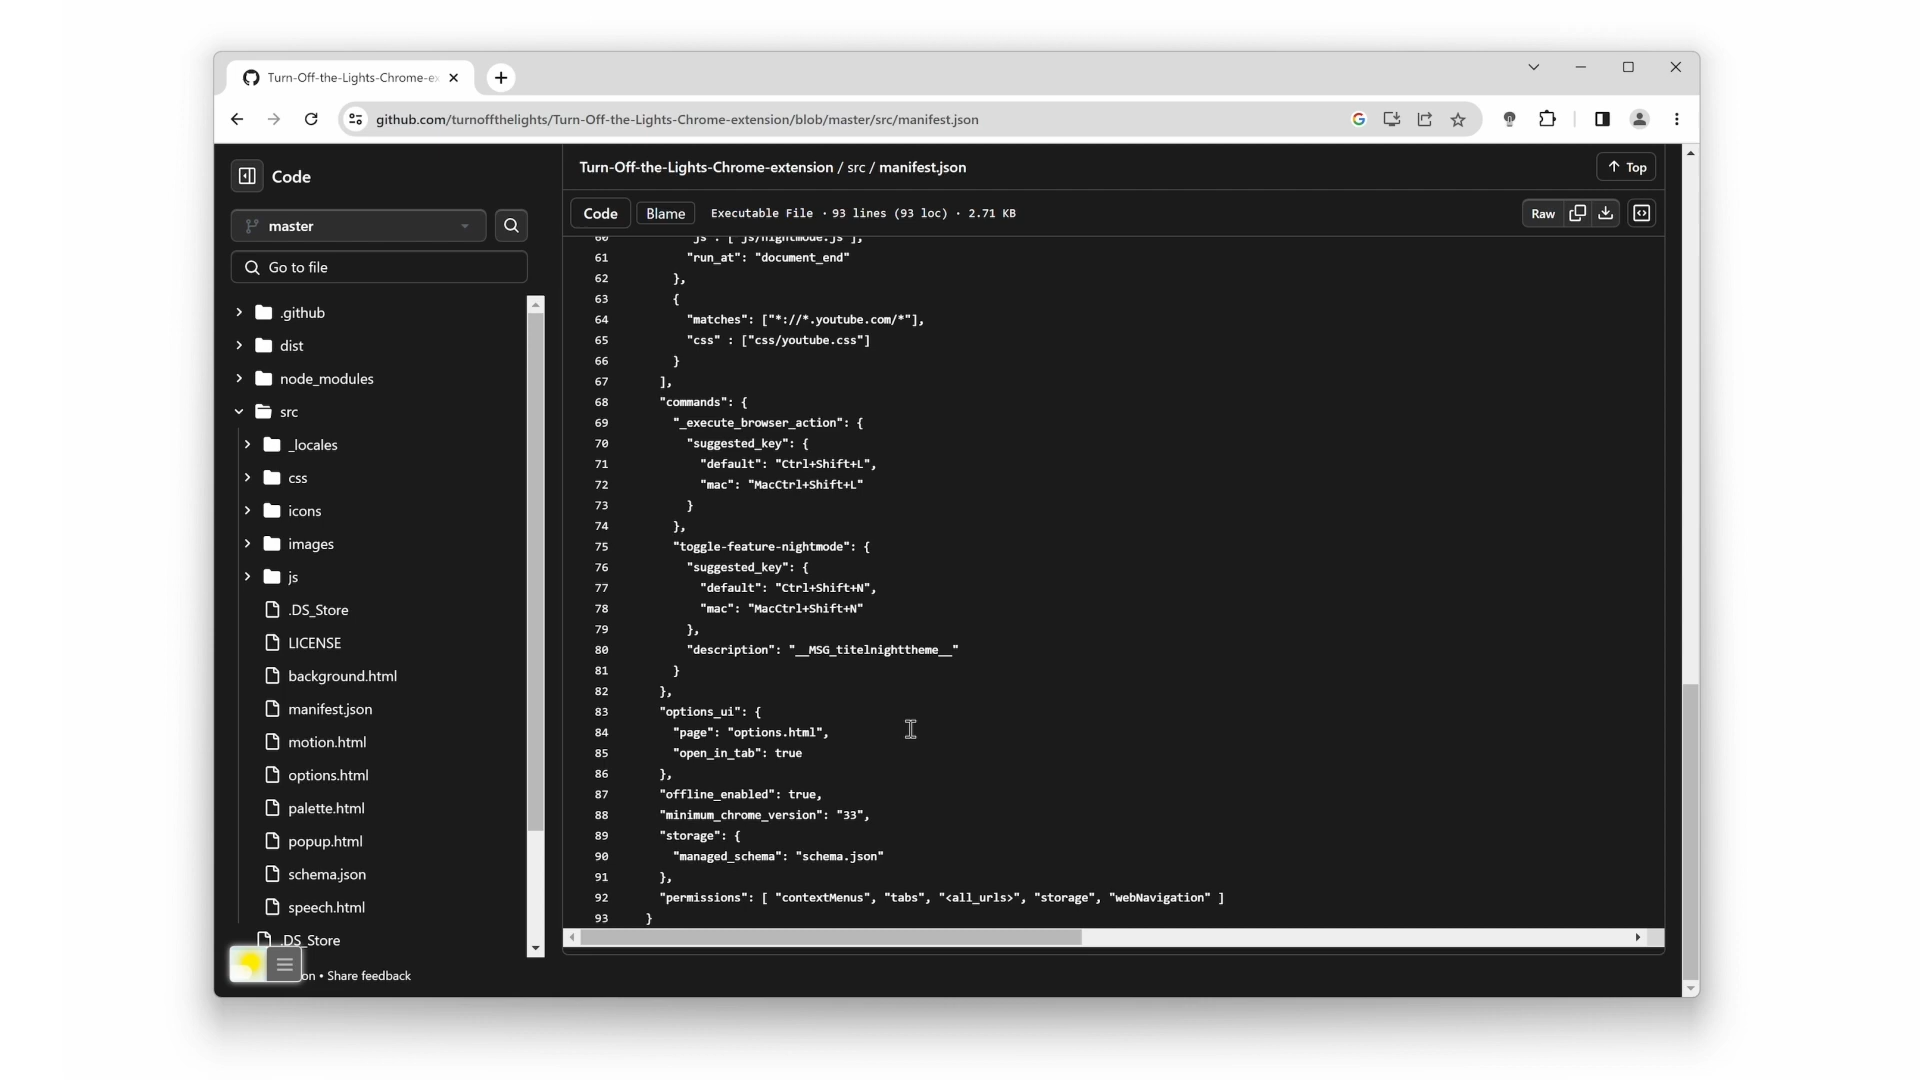 Turn-Off-the-Lights-Chrome-e
github.com/turnoffthelights/Turn-Off-the-Lights-Chrome-extension/blob/master/src/manifest.json
Code
master
Go to file
.github
dist
node_modules
src
_locales
css
icons
images
js
.DS_Store
LICENSE
background.html
manifest.json
motion.html
options.html
palette.html
popup.html
schema.json
speech.html
.DS_Store
on • Share feedback
Turn-Off-the-Lights-Chrome-extension / src / manifest.json
Top
Code Blame Executable File · 93 lines (93 loc) · 2.71 KB Raw
60 "js" : ["js/nightmode.js"],
61 "run_at": "document_end"
62 },
63 {
64 "matches": ["*://*.youtube.com/*"],
65 "css" : ["css/youtube.css"]
66 }
67 ],
68 "commands": {
69 "_execute_browser_action": {
70 "suggested_key": {
71 "default": "Ctrl+Shift+L",
72 "mac": "MacCtrl+Shift+L"
73 }
74 },
75 "toggle-feature-nightmode": {
76 "suggested_key": {
77 "default": "Ctrl+Shift+N",
78 "mac": "MacCtrl+Shift+N"
79 },
80 "description": "__MSG_titelnighttheme__"
81 }
82 },
83 "options_ui": {
84 "page": "options.html",
85 "open_in_tab": true
86 },
87 "offline_enabled": true,
88 "minimum_chrome_version": "33",
89 "storage": {
90 "managed_schema": "schema.json"
91 },
92 "permissions": [ "contextMenus", "tabs", "<all_urls>", "storage", "webNavigation" ]
93 }